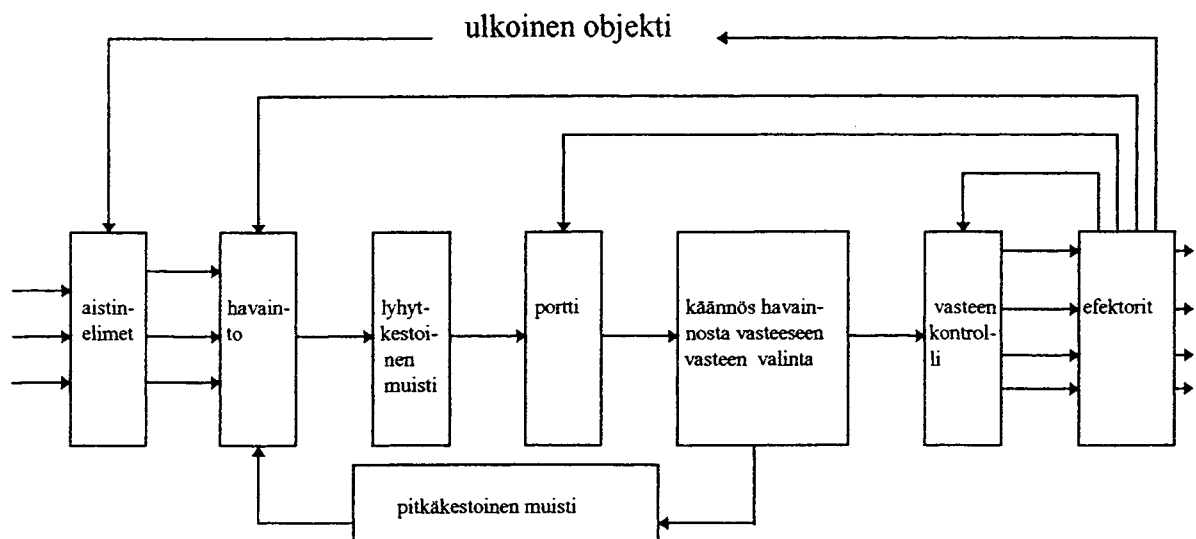 ulkoinen objekti
aistin-
elimet
havain-
to
lyhyt-
kestoi-
nen
muisti
portti
käännös havain-
nosta vasteeseen
vasteen valinta
vasteen
kontrol-
li
efektorit
pitkäkestoinen muisti